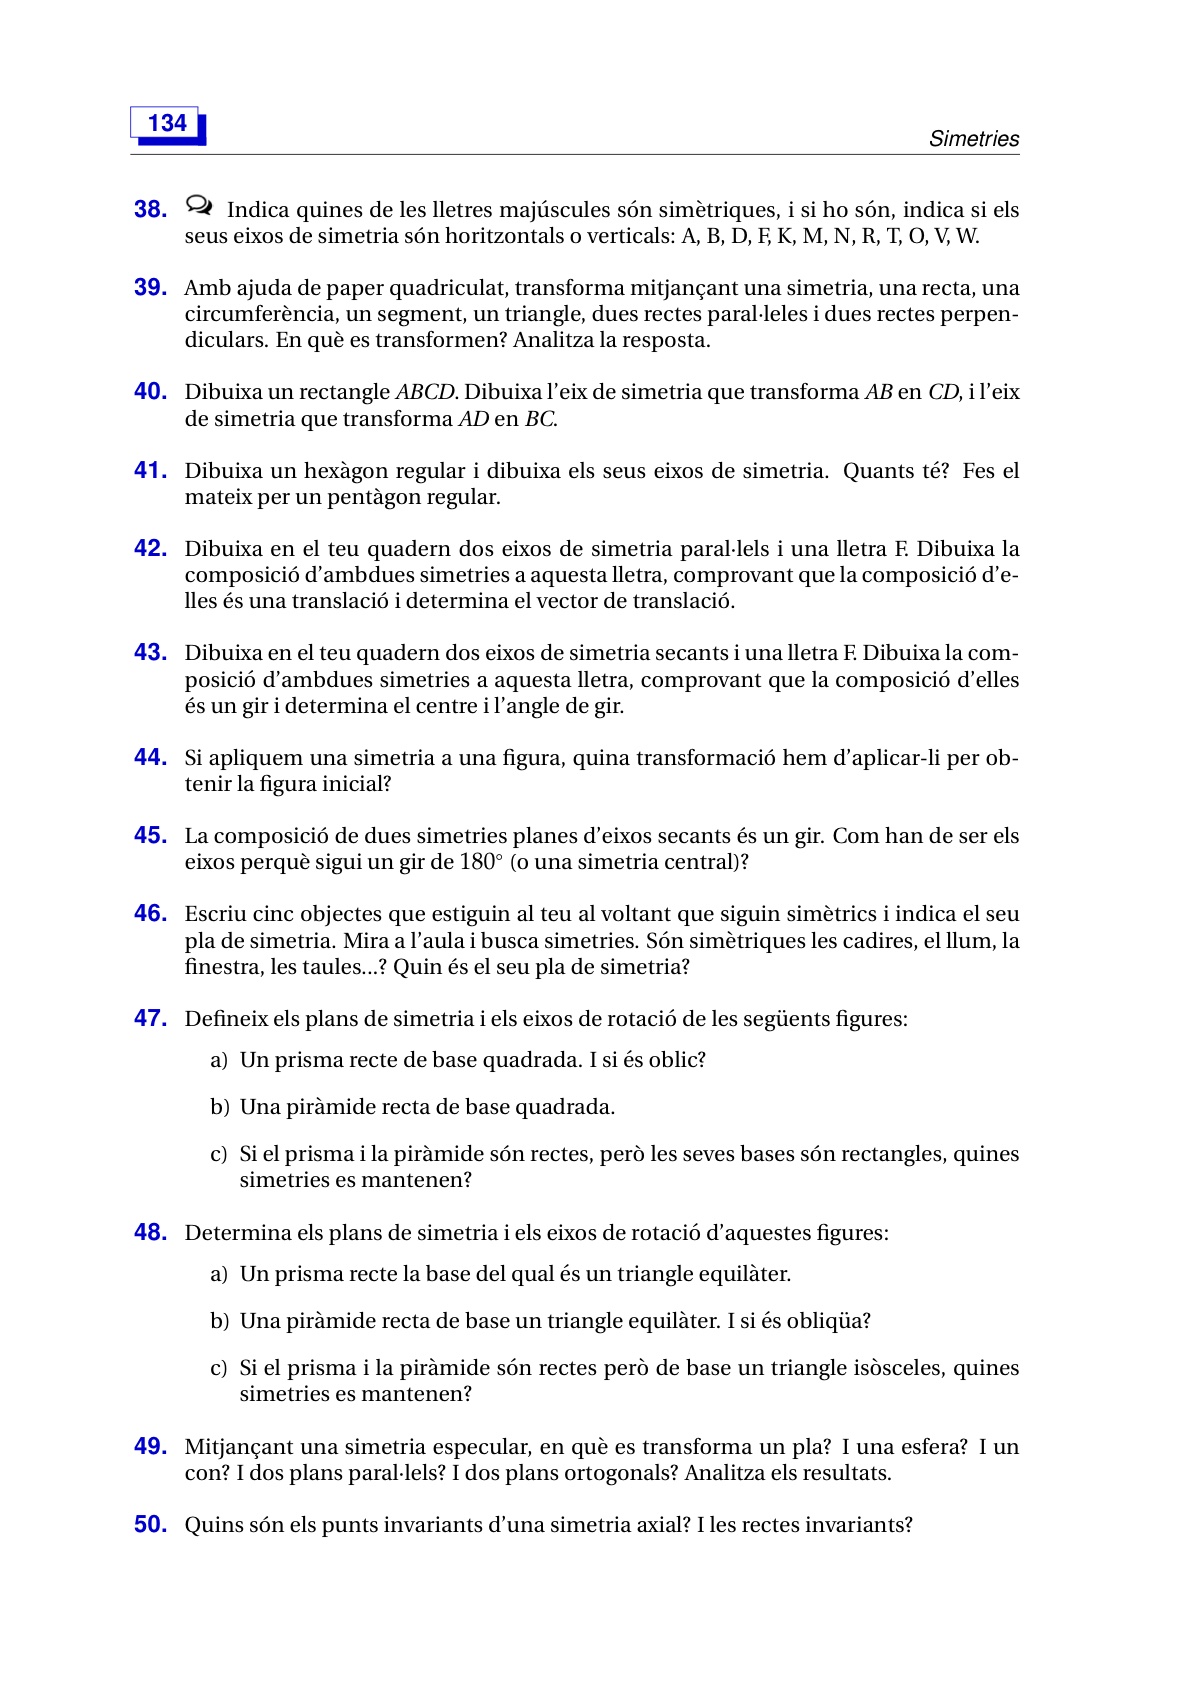 134
Simetries
38. Indica quines de les lletres majúscules són simètriques, i si ho són, indica si els
seus eixos de simetria són horitzontals o verticals: A, B, D, F, K, M, N, R, T, O, V, W.
39. Amb ajuda de paper quadriculat, transforma mitjançant una simetria, una recta, una
circumferència, un segment, un triangle, dues rectes paral·leles i dues rectes perpen-
diculars. En què es transformen? Analitza la resposta.
40. Dibuixa un rectangle ABCD. Dibuixa l’eix de simetria que transforma AB en CD, i l’eix
de simetria que transforma AD en BC.
41. Dibuixa un hexàgon regular i dibuixa els seus eixos de simetria. Quants té? Fes el
mateix per un pentàgon regular.
42. Dibuixa en el teu quadern dos eixos de simetria paral·lels i una lletra F. Dibuixa la
composició d’ambdues simetries a aquesta lletra, comprovant que la composició d’e-
lles és una translació i determina el vector de translació.
43. Dibuixa en el teu quadern dos eixos de simetria secants i una lletra F. Dibuixa la com-
posició d’ambdues simetries a aquesta lletra, comprovant que la composició d’elles
és un gir i determina el centre i l’angle de gir.
44. Si apliquem una simetria a una figura, quina transformació hem d’aplicar-li per ob-
tenir la figura inicial?
45. La composició de dues simetries planes d’eixos secants és un gir. Com han de ser els
eixos perquè sigui un gir de 180° (o una simetria central)?
46. Escriu cinc objectes que estiguin al teu al voltant que siguin simètrics i indica el seu
pla de simetria. Mira a l’aula i busca simetries. Són simètriques les cadires, el llum, la
finestra, les taules...? Quin és el seu pla de simetria?
47. Defineix els plans de simetria i els eixos de rotació de les següents figures:
a) Un prisma recte de base quadrada. I si és oblic?
b) Una piràmide recta de base quadrada.
c) Si el prisma i la piràmide són rectes, però les seves bases són rectangles, quines
simetries es mantenen?
48. Determina els plans de simetria i els eixos de rotació d’aquestes figures:
a) Un prisma recte la base del qual és un triangle equilàter.
b) Una piràmide recta de base un triangle equilàter. I si és obliqüa?
c) Si el prisma i la piràmide són rectes però de base un triangle isòsceles, quines
simetries es mantenen?
49. Mitjançant una simetria especular, en què es transforma un pla? I una esfera? I un
con? I dos plans paral·lels? I dos plans ortogonals? Analitza els resultats.
50. Quins són els punts invariants d’una simetria axial? I les rectes invariants?